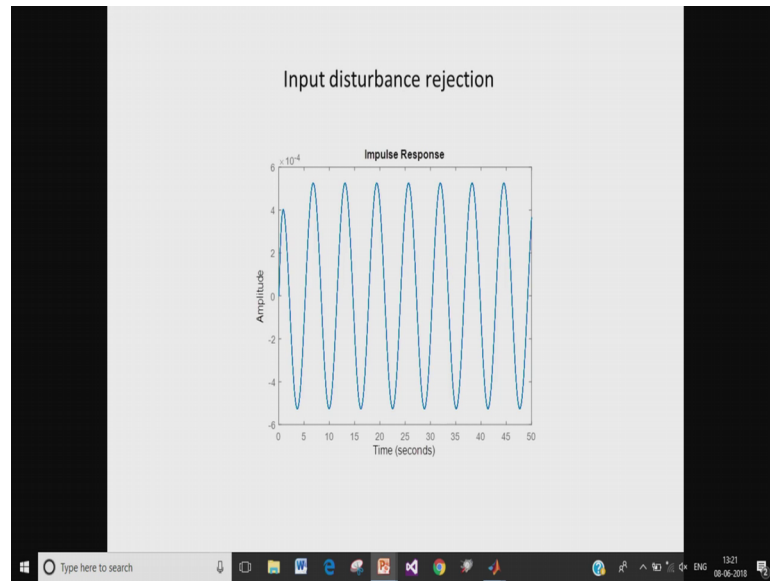 Input disturbance rejection
Impulse Response
×10⁻⁴
6
4
2
0
-2
-4
-6
Amplitude
0 5 10 15 20 25 30 35 40 45 50
Time (seconds)
Type here to search
ENG
13:21
08-06-2018